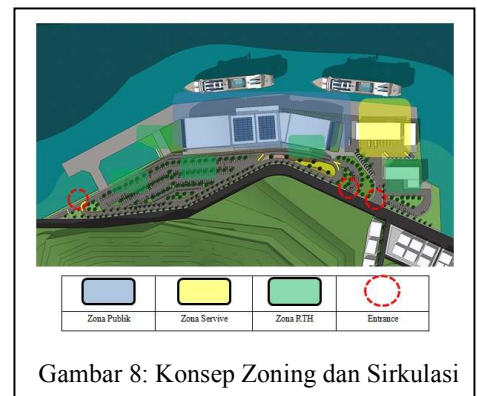 Zona Publik
Zona Servive
Zona RTH
Entrance
Gambar 8: Konsep Zoning dan Sirkulasi